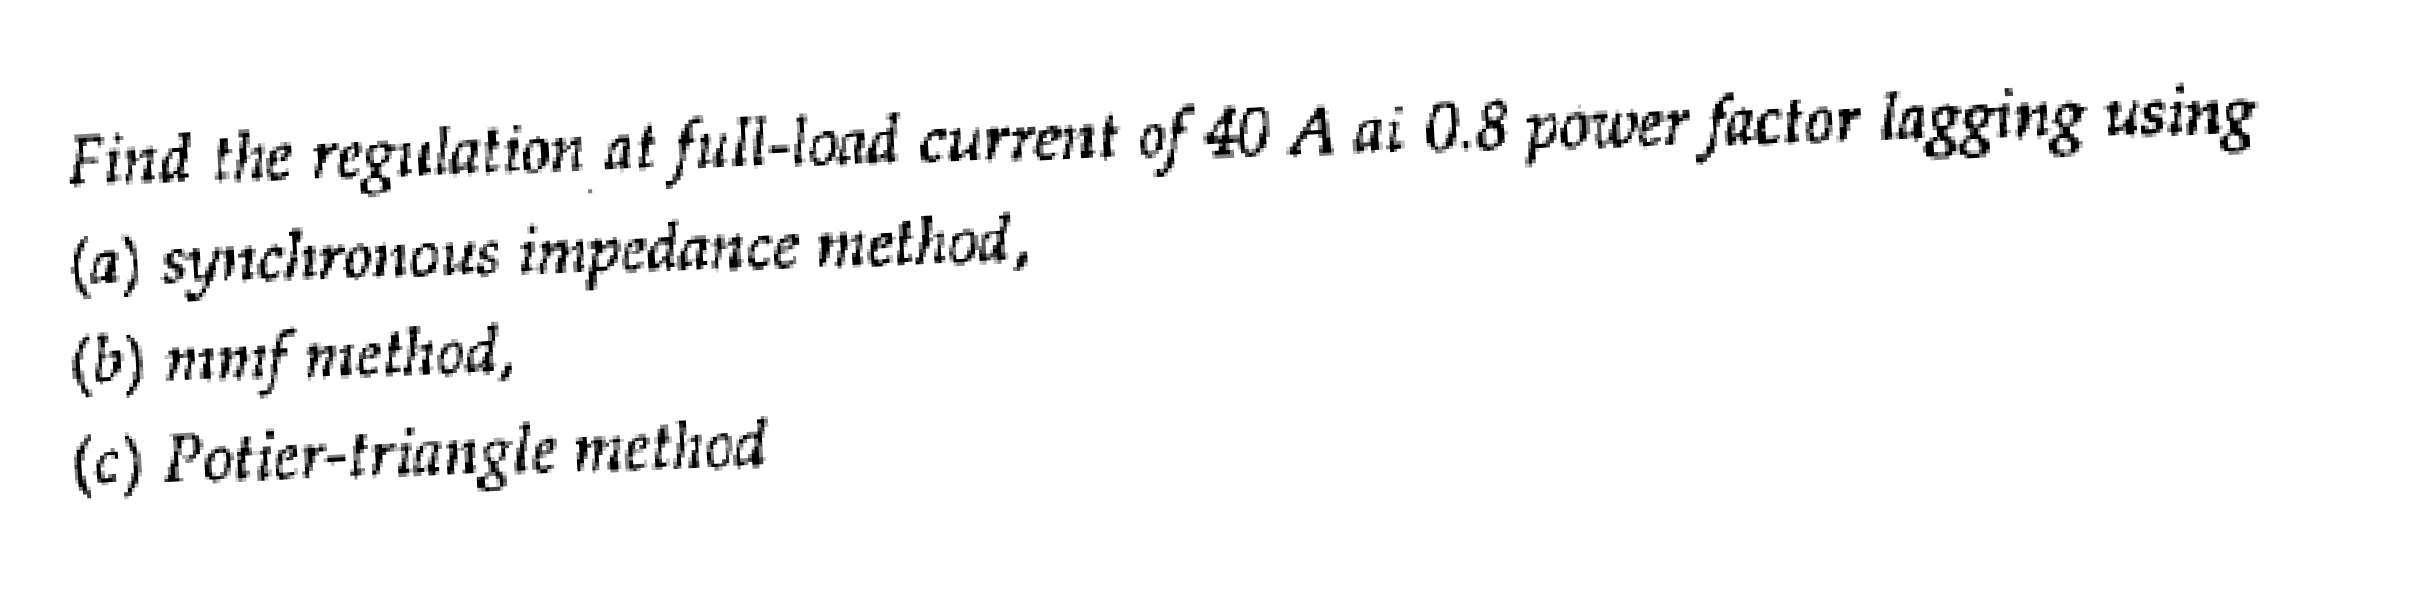 Find the regulation at full-load current of 40 A ai 0.8 power factor lagging using
(a) synchronous impedance method,
(b) mmf method,
(c) Potier-triangle method